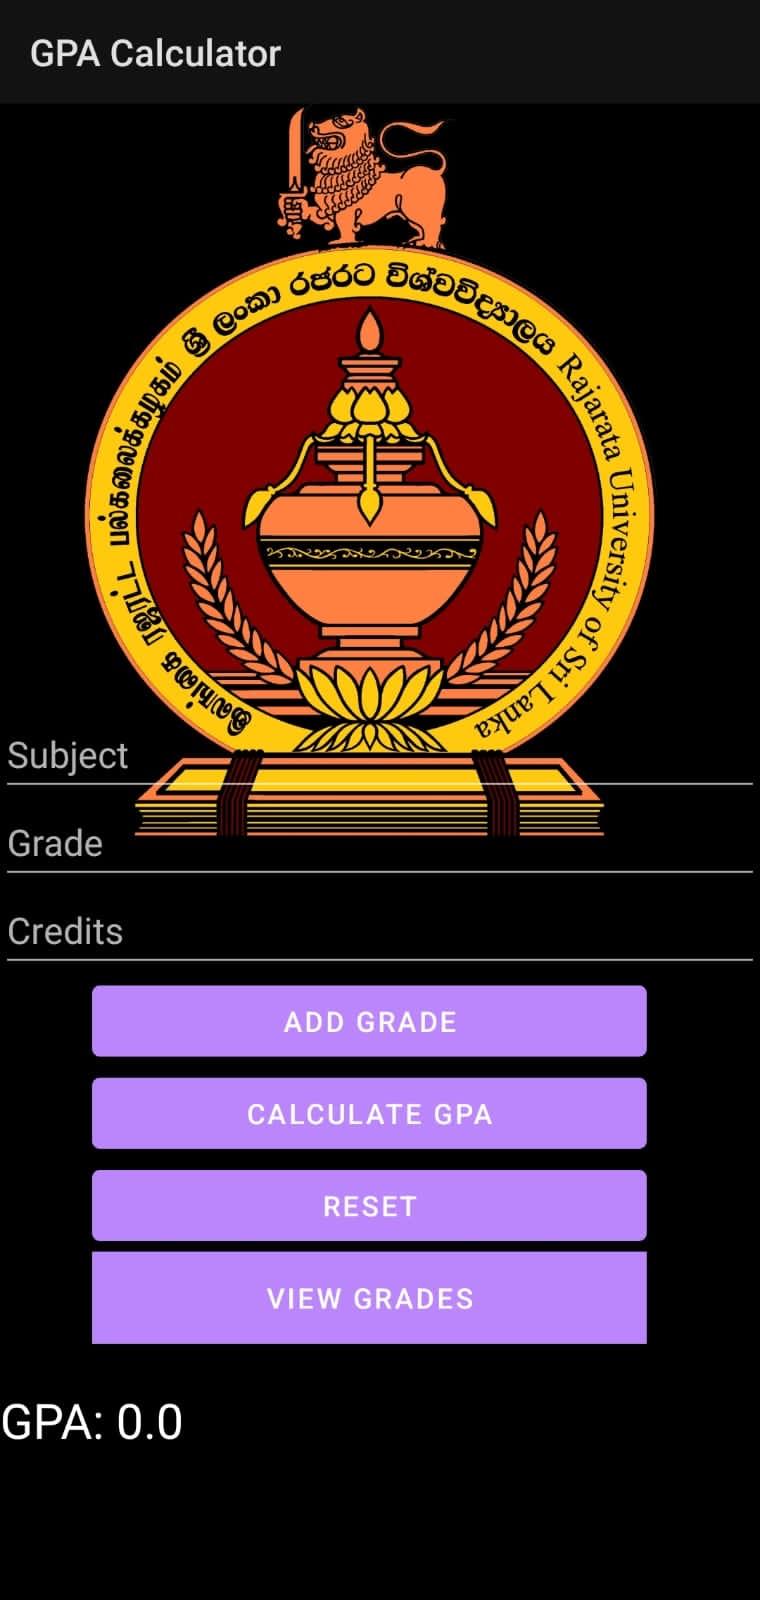 GPA Calculator
ශ්‍රී ලංකා රජරට විශ්වවිද්‍යාලය
Rajarata University of Sri Lanka
இலங்கை ரஜரட்ட பல்கலைக்கழகம்
Subject
Grade
Credits
ADD GRADE
CALCULATE GPA
RESET
VIEW GRADES
GPA: 0.0